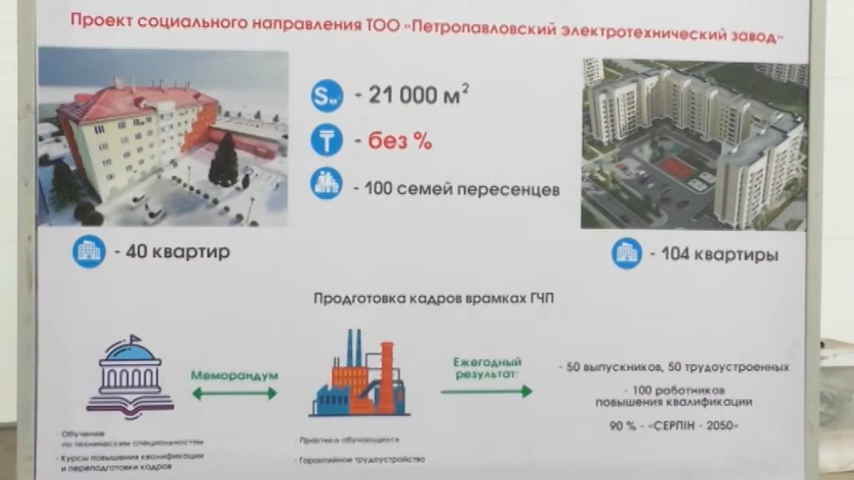 Проект социального направления ТОО «Петропавловский электротехнический завод»
- 21 000 м²
- без %
- 100 семей пересенцев
- 40 квартир
- 104 квартиры
Продготовка кадров врамках ГЧП
Меморандум
Ежегодный
результат:
- 50 выпускников, 50 трудоустроенных
- 100 работников
повышения квалификации
90 % - «СЕРПІН - 2050»
- Обучение
по техническим специальностям
- Курсы повышения квалификации
и переподготовки кадров
- Практика обучающихся
- Гарантийное трудоустройство